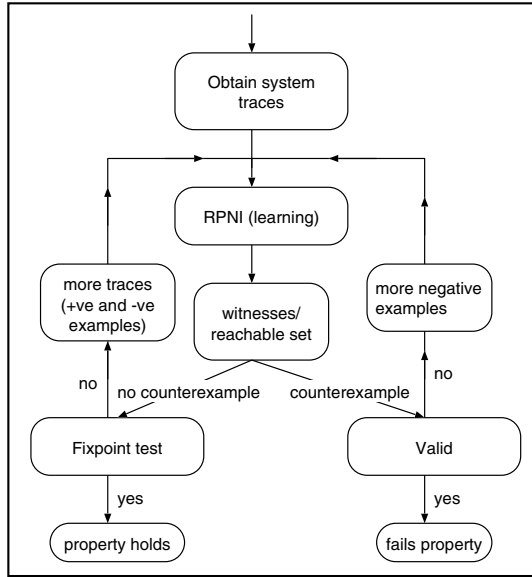 Obtain system
traces
RPNI (learning)
more traces
(+ve and -ve
examples)
witnesses/
reachable set
more negative
examples
no
no counterexample
counterexample
no
Fixpoint test
Valid
yes
yes
property holds
fails property